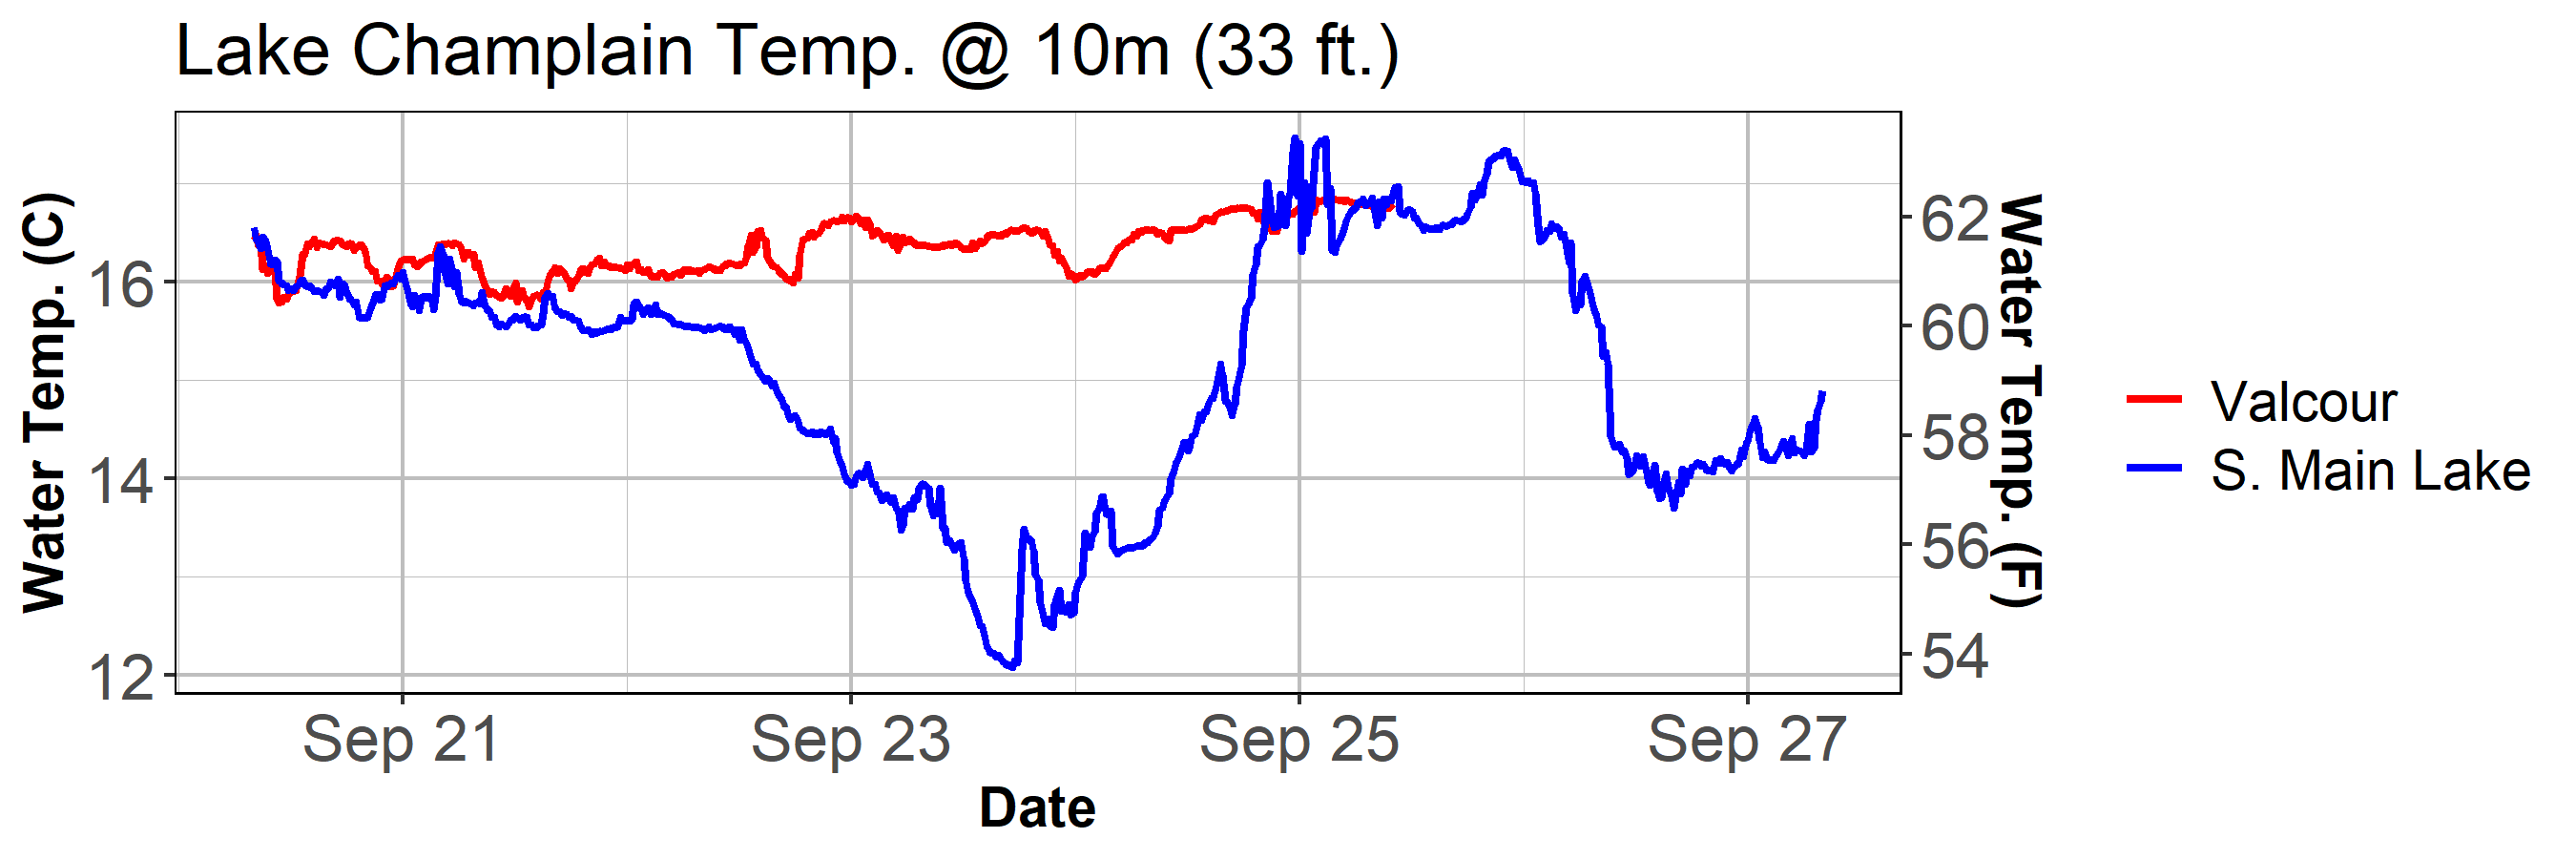 Lake Champlain Temp. @ 10m (33 ft.)
Water Temp. (C)
16
14
12
62
60
58
56
54
Water Temp. (F)
Sep 21
Sep 23
Sep 25
Sep 27
Date
Valcour
S. Main Lake